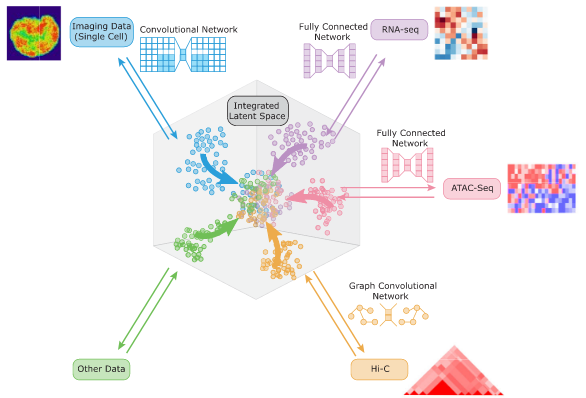 Imaging Data
(Single Cell)
Convolutional Network
Fully Connected
Network
RNA-seq
Integrated
Latent Space
Fully Connected
Network
ATAC-Seq
Graph Convolutional
Network
Other Data
Hi-C